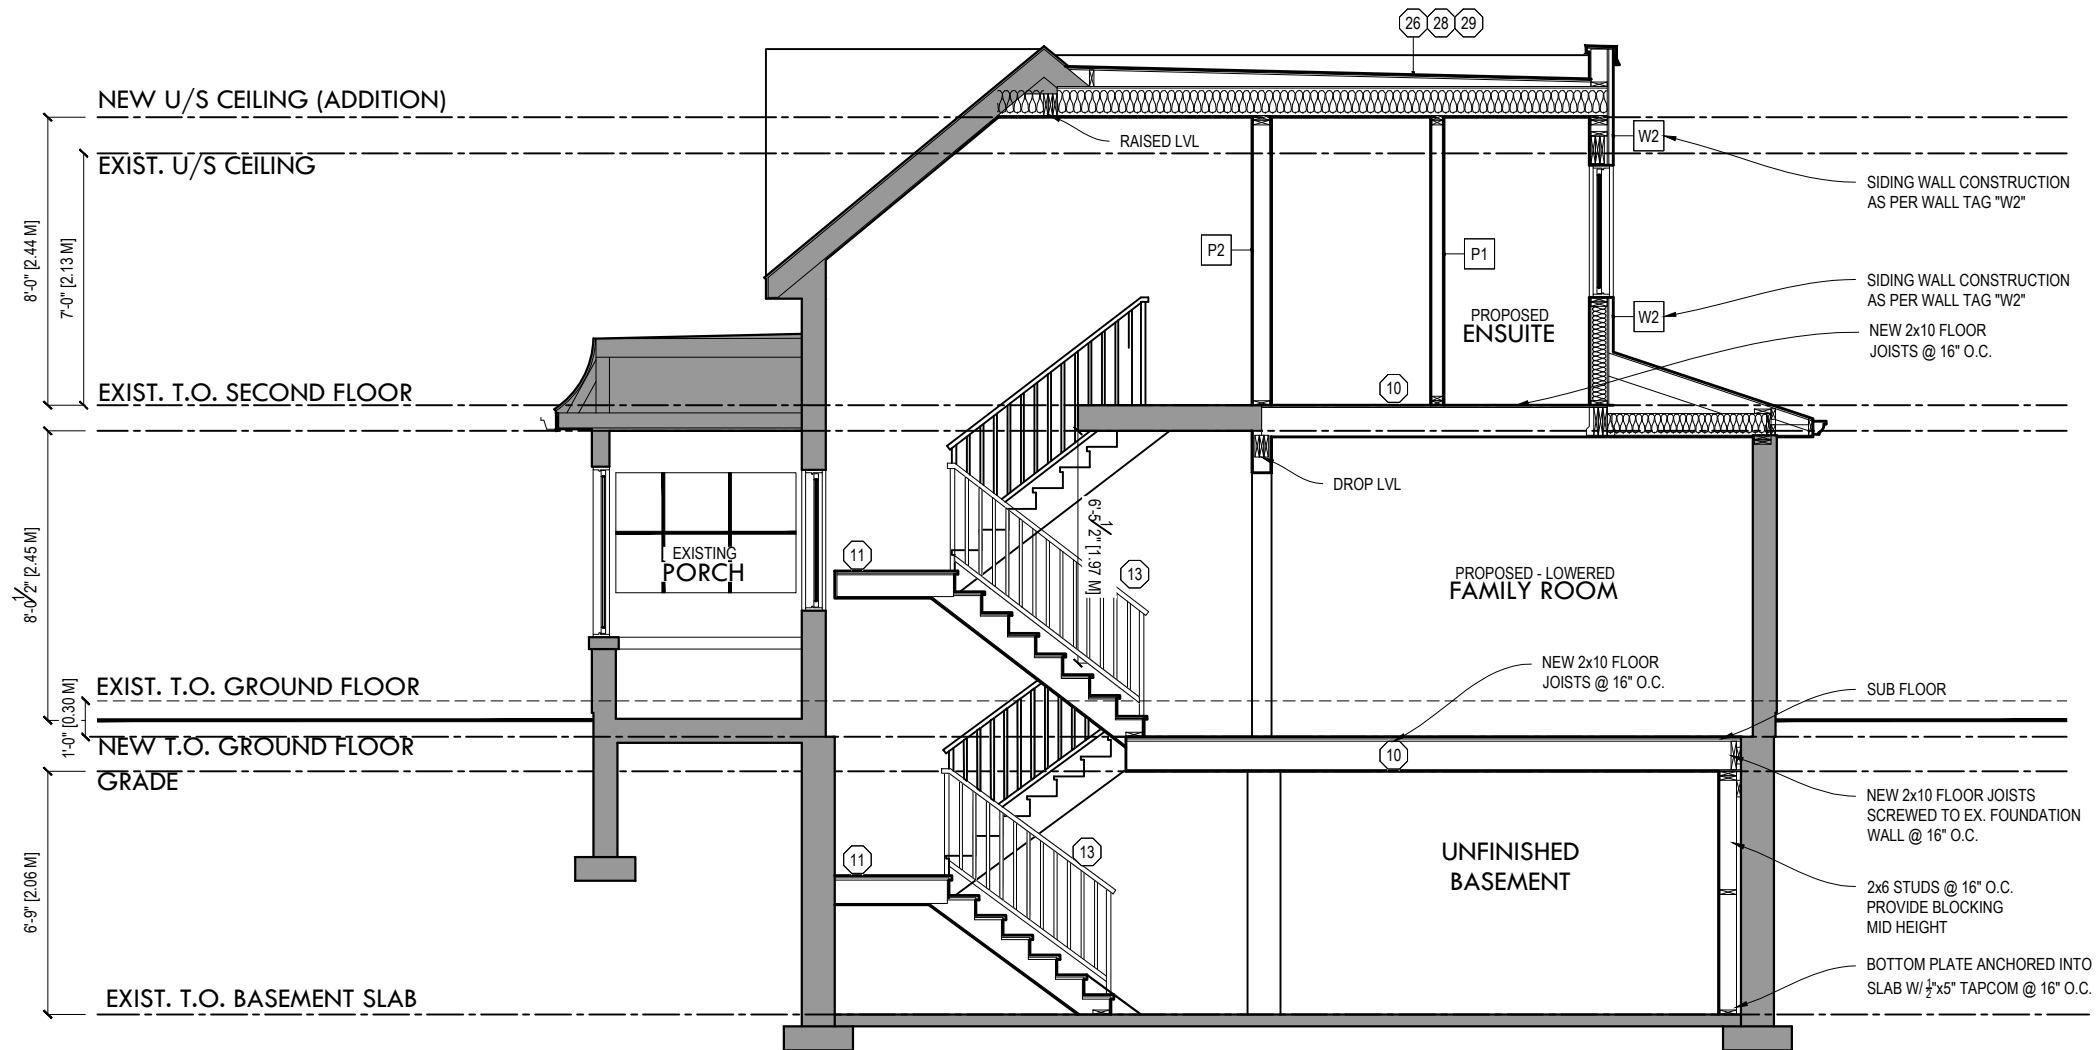 26 28 29
NEW U/S CEILING (ADDITION)
RAISED LVL
W2
EXIST. U/S CEILING
SIDING WALL CONSTRUCTION
AS PER WALL TAG "W2"
8'-0" [2.44 M]
7'-0" [2.13 M]
P2
P1
SIDING WALL CONSTRUCTION
AS PER WALL TAG "W2"
W2
PROPOSED
ENSUITE
NEW 2x10 FLOOR
JOISTS @ 16" O.C.
EXIST. T.O. SECOND FLOOR
10
DROP LVL
6'-5 1/2" [1.97 M]
8'-0 1/2" [2.45 M]
EXISTING
PORCH
11
13
PROPOSED - LOWERED
FAMILY ROOM
NEW 2x10 FLOOR
JOISTS @ 16" O.C.
SUB FLOOR
EXIST. T.O. GROUND FLOOR
1'-0" [0.30 M]
NEW T.O. GROUND FLOOR
10
GRADE
NEW 2x10 FLOOR JOISTS
SCREWED TO EX. FOUNDATION
WALL @ 16" O.C.
6'-9" [2.06 M]
11
13
UNFINISHED
BASEMENT
2x6 STUDS @ 16" O.C.
PROVIDE BLOCKING
MID HEIGHT
BOTTOM PLATE ANCHORED INTO
SLAB W/ 1/2"x5" TAPCOM @ 16" O.C.
EXIST. T.O. BASEMENT SLAB